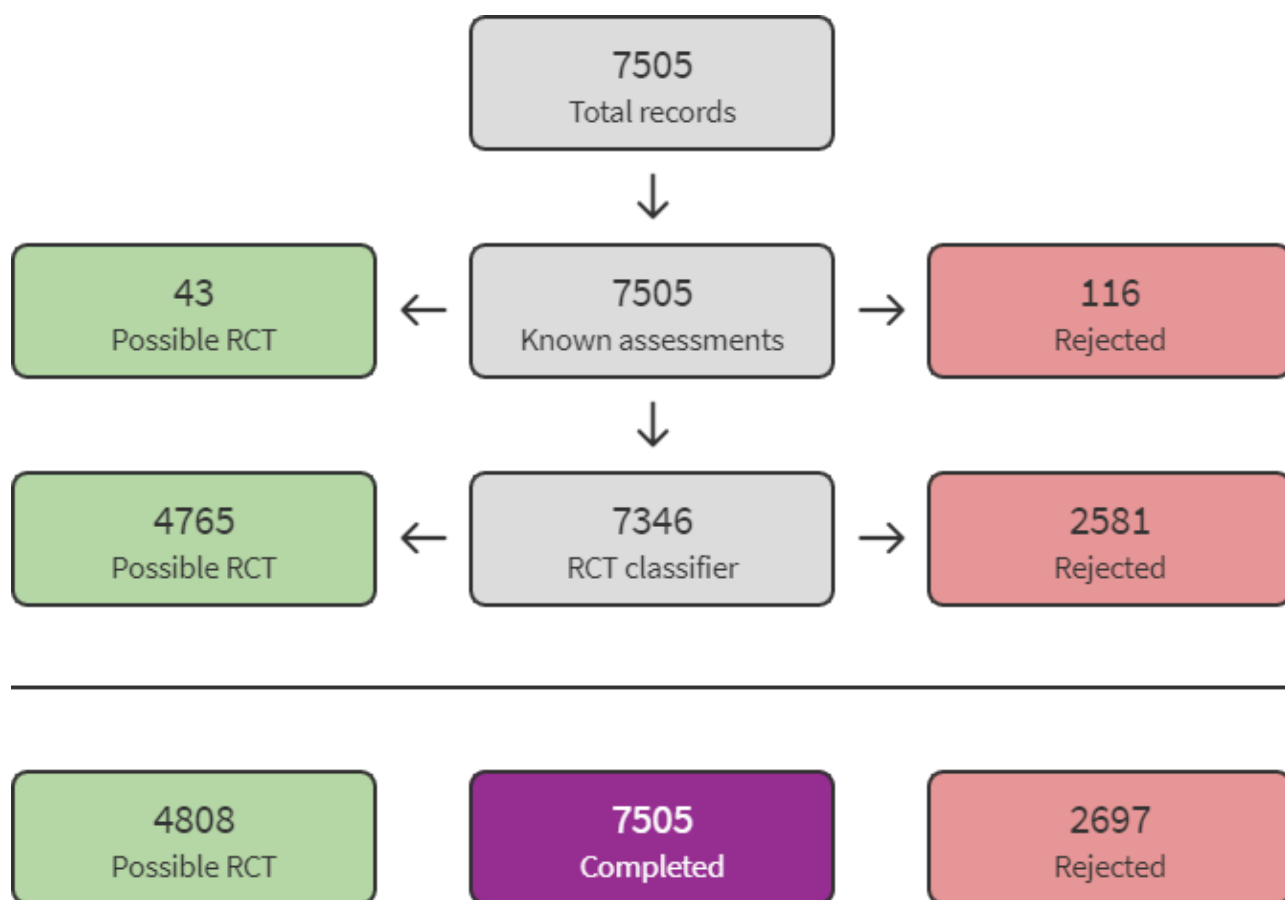 7505
Total records
43
Possible RCT
7505
Known assessments
116
Rejected
4765
Possible RCT
7346
RCT classifier
2581
Rejected
4808
Possible RCT
7505
Completed
2697
Rejected